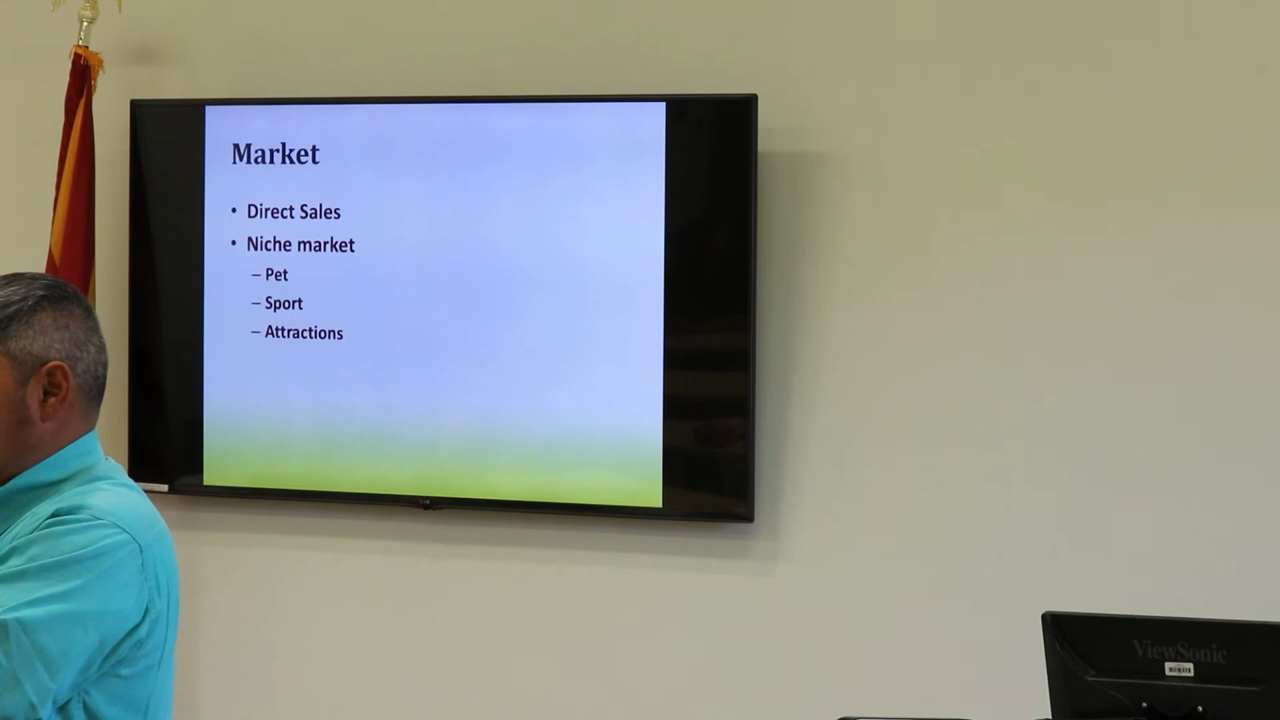 Market
• Direct Sales
• Niche market
– Pet
– Sport
– Attractions
ViewSonic